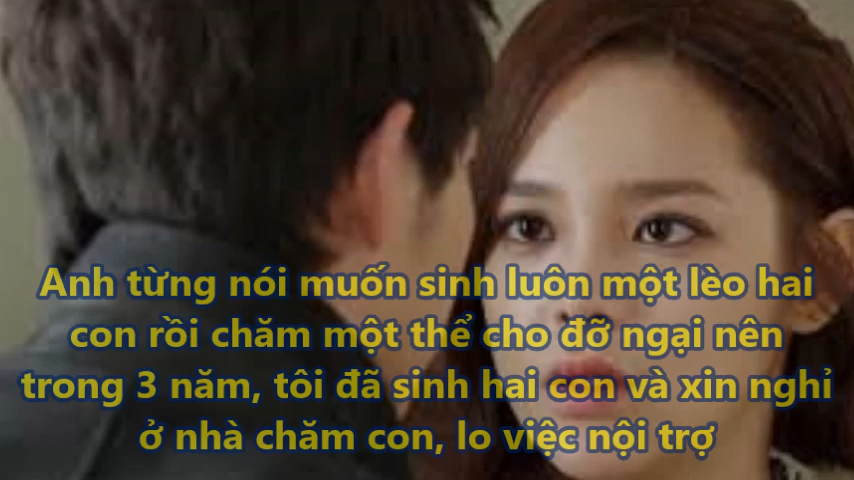 Anh từng nói muốn sinh luôn một lèo hai
con rồi chăm một thể cho đỡ ngại nên
trong 3 năm, tôi đã sinh hai con và xin nghỉ
ở nhà chăm con, lo việc nội trợ